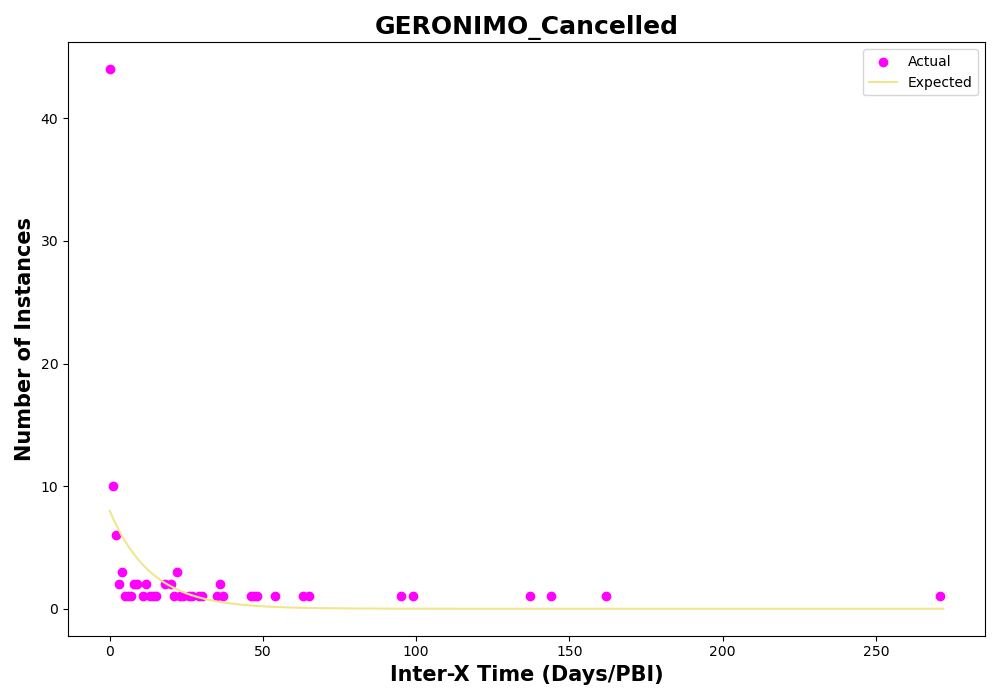 GERONIMO_Cancelled
Actual
Expected
Number of Instances
40
30
20
10
0
0
50
100
150
200
250
Inter-X Time (Days/PBI)